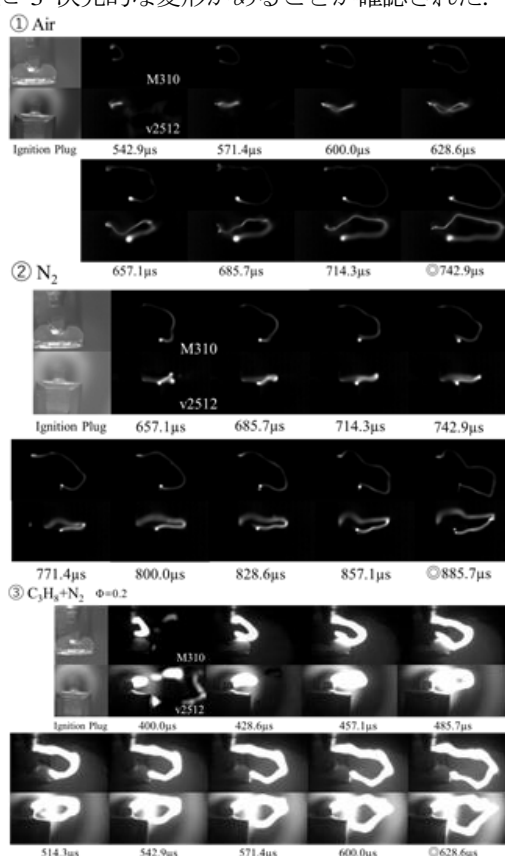 次元的な変形があることが確認された.
① Air
M310
v2512
Ignition Plug 542.9μs 571.4μs 600.0μs 628.6μs
657.1μs 685.7μs 714.3μs ◎742.9μs
② N₂
M310
v2512
Ignition Plug 657.1μs 685.7μs 714.3μs 742.9μs
771.4μs 800.0μs 828.6μs 857.1μs ◎885.7μs
③ C₃H₈+N₂ Φ=0.2
M310
v2512
Ignition Plug 400.0μs 428.6μs 457.1μs 485.7μs
514.3μs 542.9μs 571.4μs 600.0μs ◎628.6μs